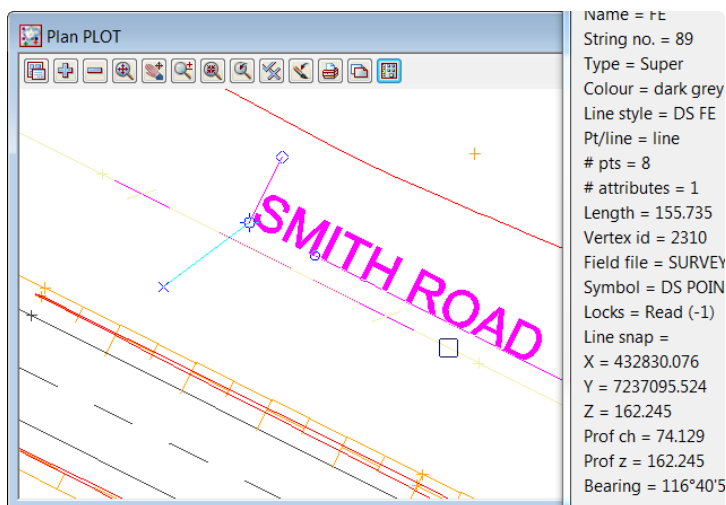 Plan PLOT
SMITH ROAD
Name = FE
String no. = 89
Type = Super
Colour = dark grey
Line style = DS FE
Pt/line = line
# pts = 8
# attributes = 1
Length = 155.735
Vertex id = 2310
Field file = SURVEY
Symbol = DS POIN
Locks = Read (-1)
Line snap =
X = 432830.076
Y = 7237095.524
Z = 162.245
Prof ch = 74.129
Prof z = 162.245
Bearing = 116°40'5